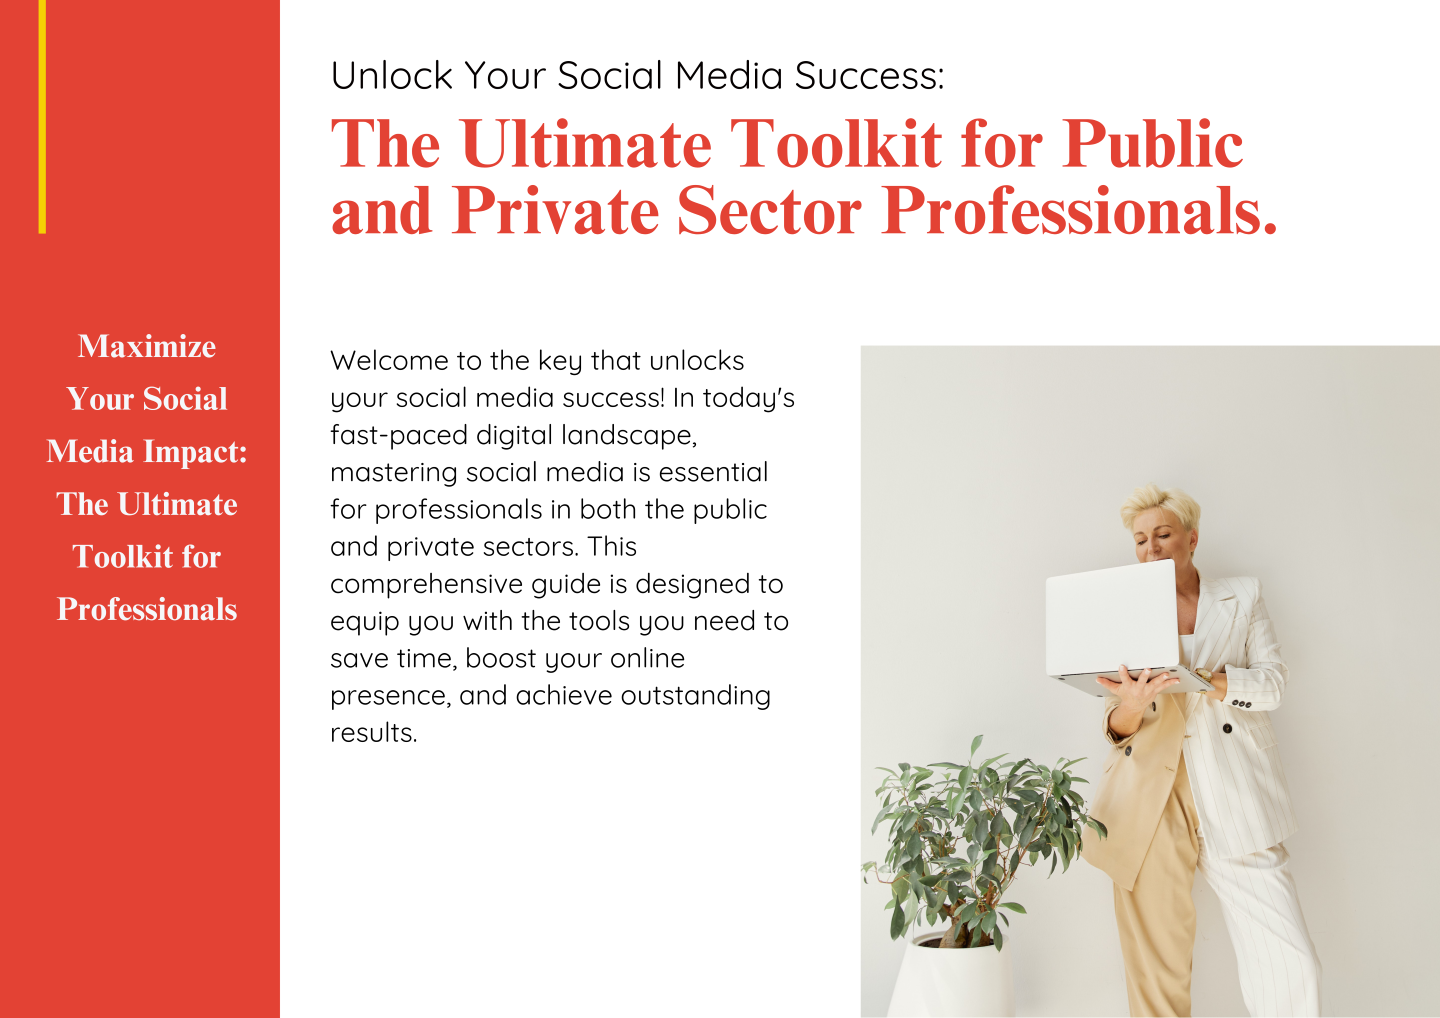 Unlock Your Social Media Success:
The Ultimate Toolkit for Public
and Private Sector Professionals.
Maximize
Your Social
Media Impact:
The Ultimate
Toolkit for
Professionals
Welcome to the key that unlocks
your social media success! In today's
fast-paced digital landscape,
mastering social media is essential
for professionals in both the public
and private sectors. This
comprehensive guide is designed to
equip you with the tools you need to
save time, boost your online
presence, and achieve outstanding
results.